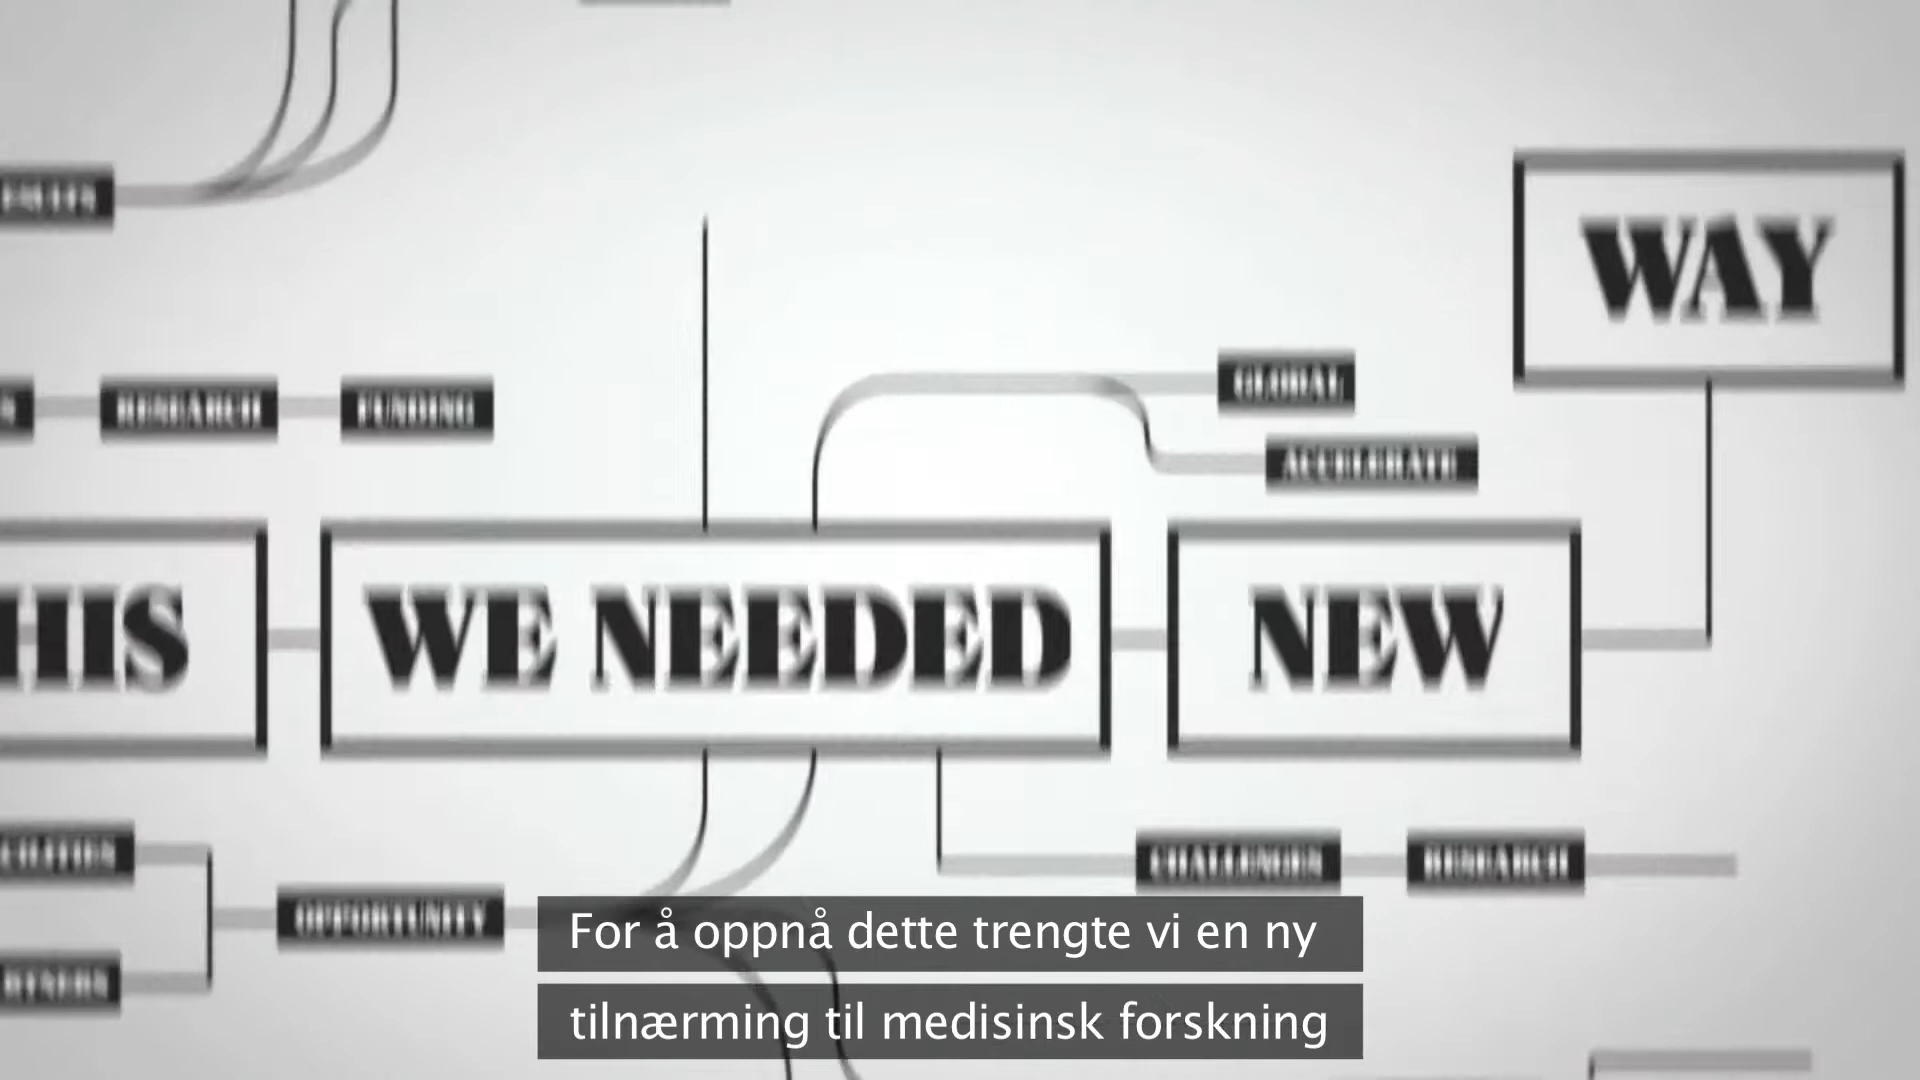 WAY
GLOBAL
RESEARCH
FUNDING
ACCELERATE
HIS
WE NEEDED
NEW
CHALLENGES
RESEARCH
OPPORTUNITY
For å oppnå dette trengte vi en ny
tilnærming til medisinsk forskning